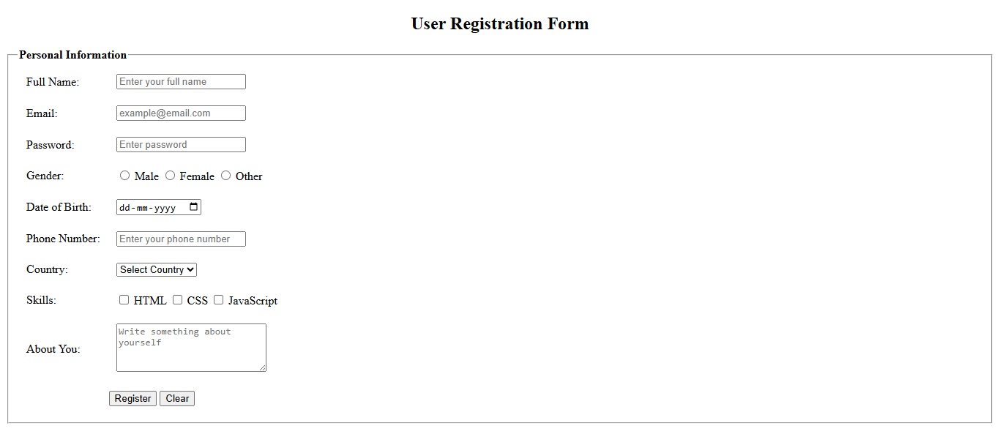 User Registration Form
Personal Information
Full Name: Enter your full name
Email: example@email.com
Password: Enter password
Gender: Male Female Other
Date of Birth: dd-mm-yyyy
Phone Number: Enter your phone number
Country: Select Country
Skills: HTML CSS JavaScript
About You: Write something about
yourself
Register Clear